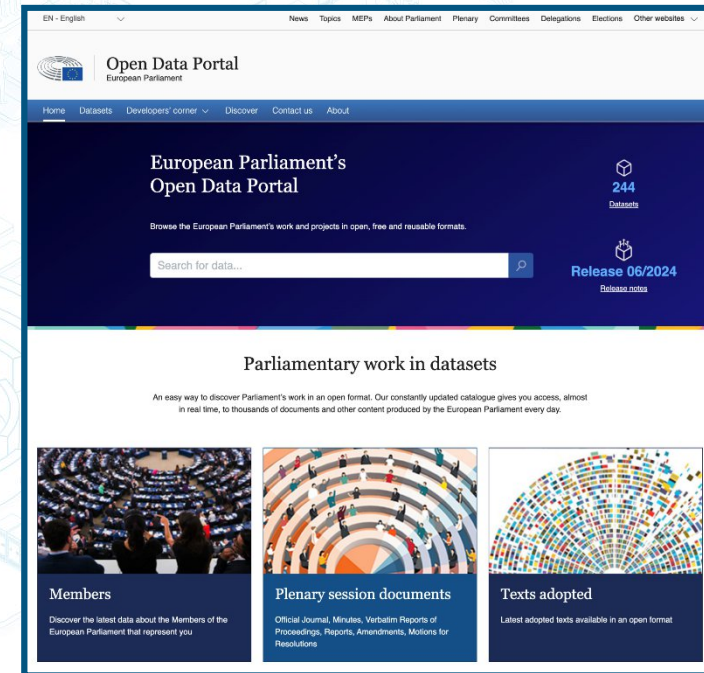 EN - English
News Topics MEPs About Parliament Plenary Committees Delegations Elections Other websites
Open Data Portal
European Parliament
Home Datasets Developers' corner Discover Contact us About
European Parliament's
Open Data Portal
Browse the European Parliament's work and projects in open, free and reusable formats.
Search for data...
244
Datasets
Release 06/2024
Release notes
Parliamentary work in datasets
An easy way to discover Parliament's work in an open format. Our constantly updated catalogue gives you access, almost
in real time, to thousands of documents and other content produced by the European Parliament every day.
Members
Discover the latest data about the Members of the
European Parliament that represent you
Plenary session documents
Official Journal, Minutes, Verbatim Reports of
Proceedings, Reports, Amendments, Motions for
Resolutions
Texts adopted
Latest adopted texts available in an open format